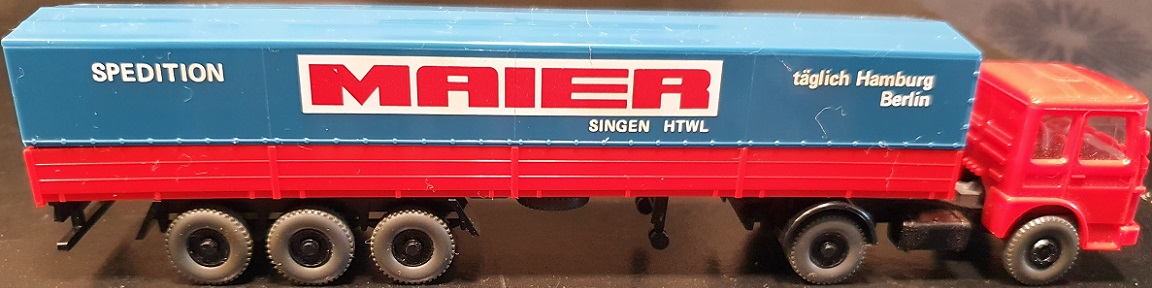 SPEDITION
MAIER
SINGEN HTWL
täglich Hamburg
Berlin